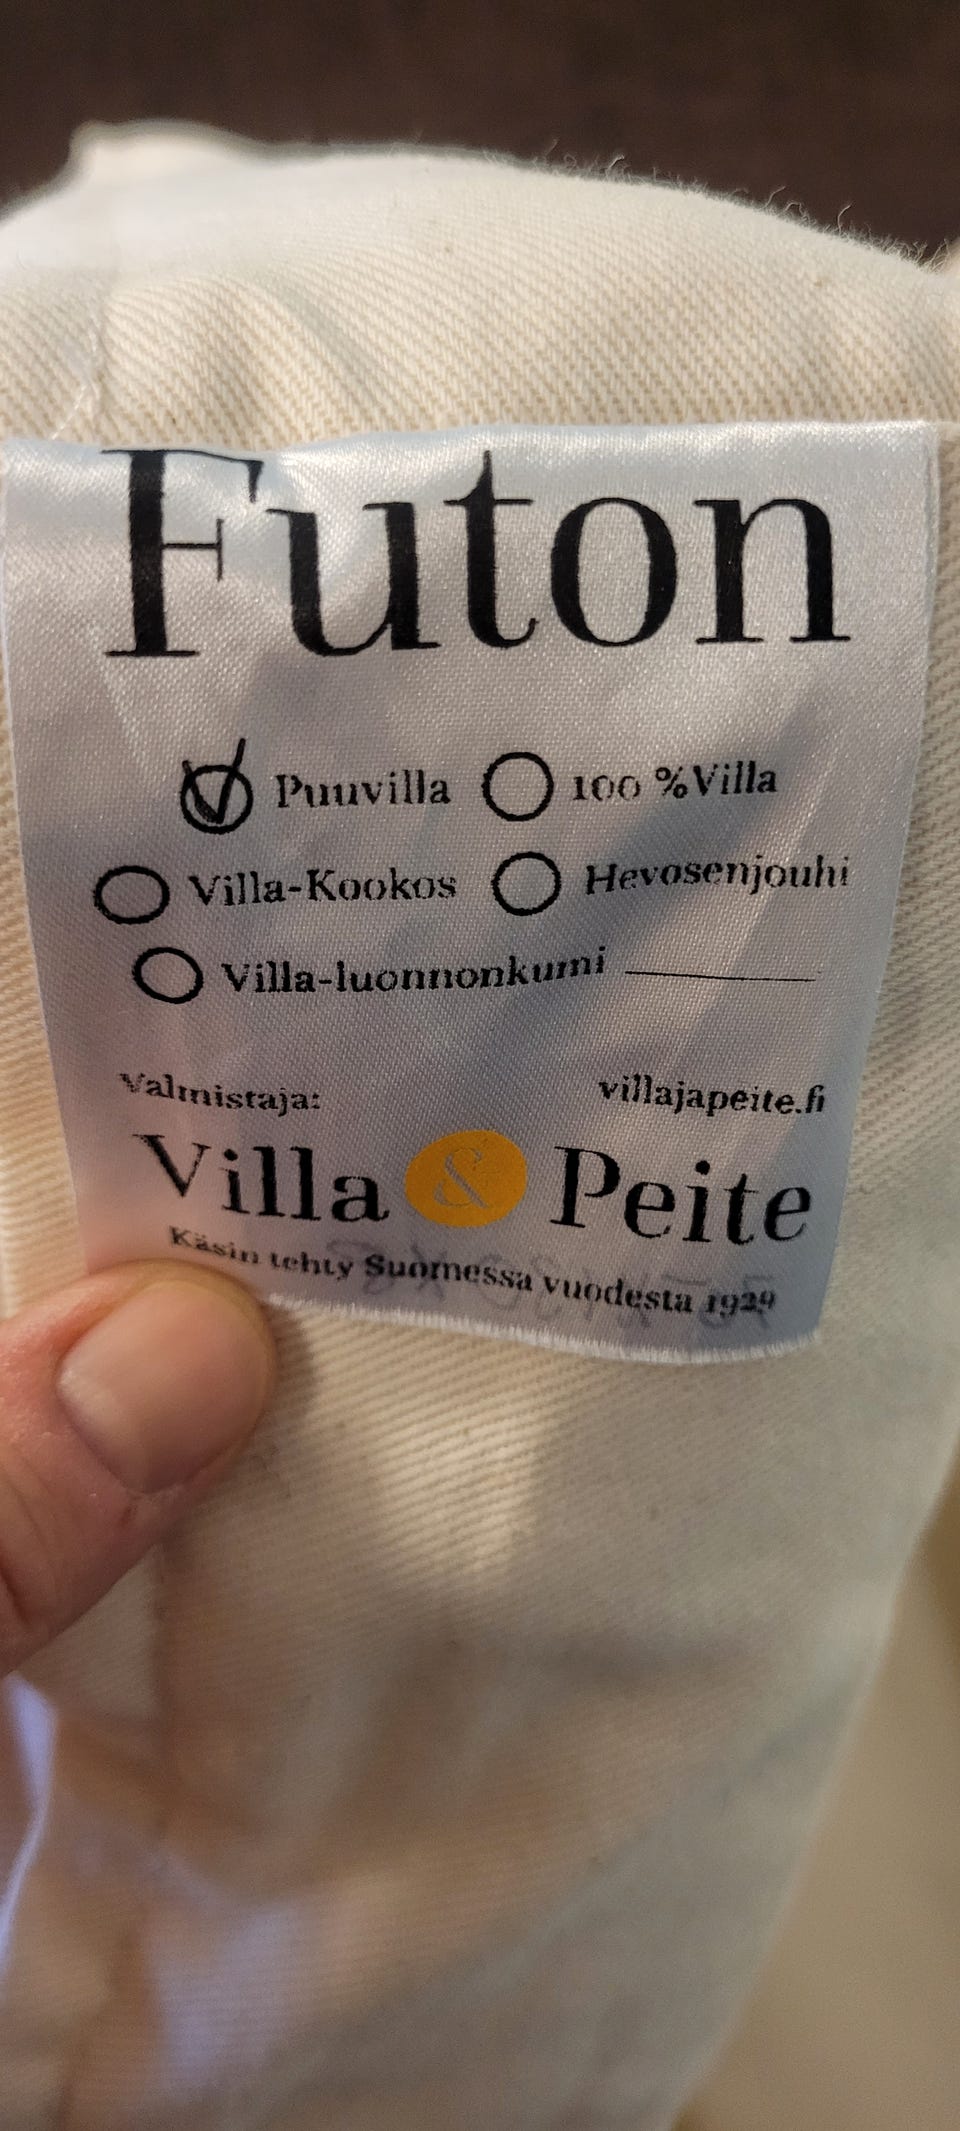 Futon
Puuvilla 100 % Villa
Villa-Kookos Hevosenjouhi
Villa-luonnonkumi
Valmistaja: villajapeite.fi
Villa & Peite
Käsin tehty Suomessa vuodesta 1929